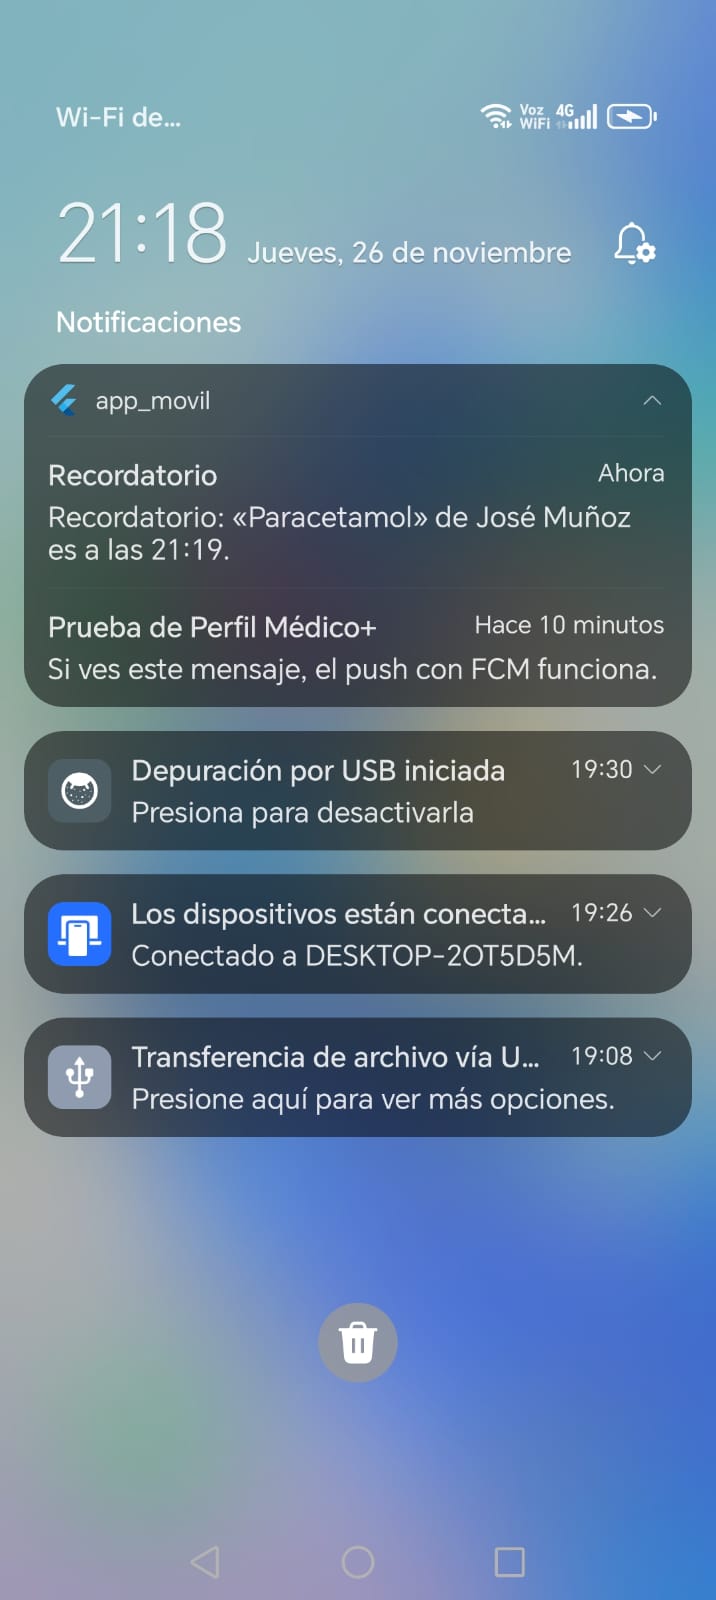 Wi-Fi de...
Voz WiFi 4G
21:18 Jueves, 26 de noviembre
Notificaciones
app_movil
Recordatorio Ahora
Recordatorio: «Paracetamol» de José Muñoz
es a las 21:19.
Prueba de Perfil Médico+ Hace 10 minutos
Si ves este mensaje, el push con FCM funciona.
Depuración por USB iniciada 19:30
Presiona para desactivarla
Los dispositivos están conecta... 19:26
Conectado a DESKTOP-2OT5D5M.
Transferencia de archivo vía U... 19:08
Presione aquí para ver más opciones.